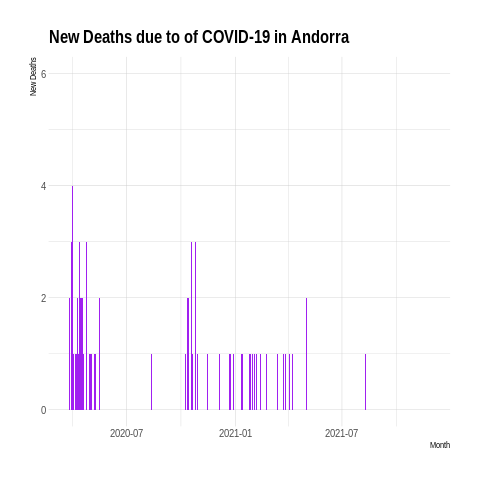 New Deaths due to of COVID-19 in Andorra
New Deaths
6
4
2
0
2020-07 2021-01 2021-07
Month